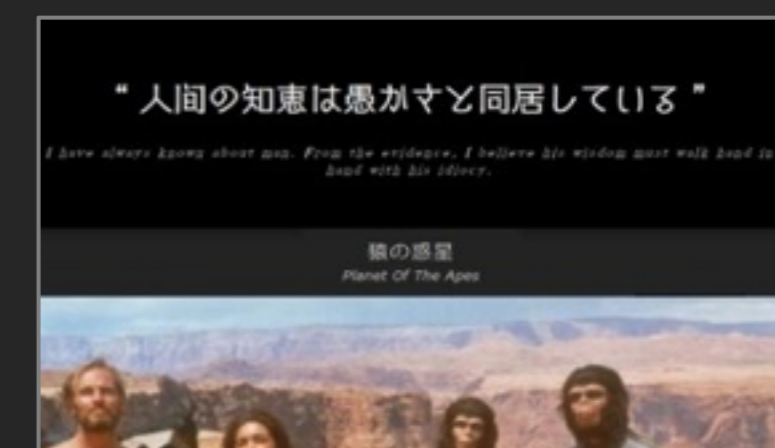 “ 人間の知恵は愚かさと同居している ”
I have always known about man. From the evidence, I believe his wisdom must walk hand in
hand with his idiocy.
猿の惑星
Planet Of The Apes